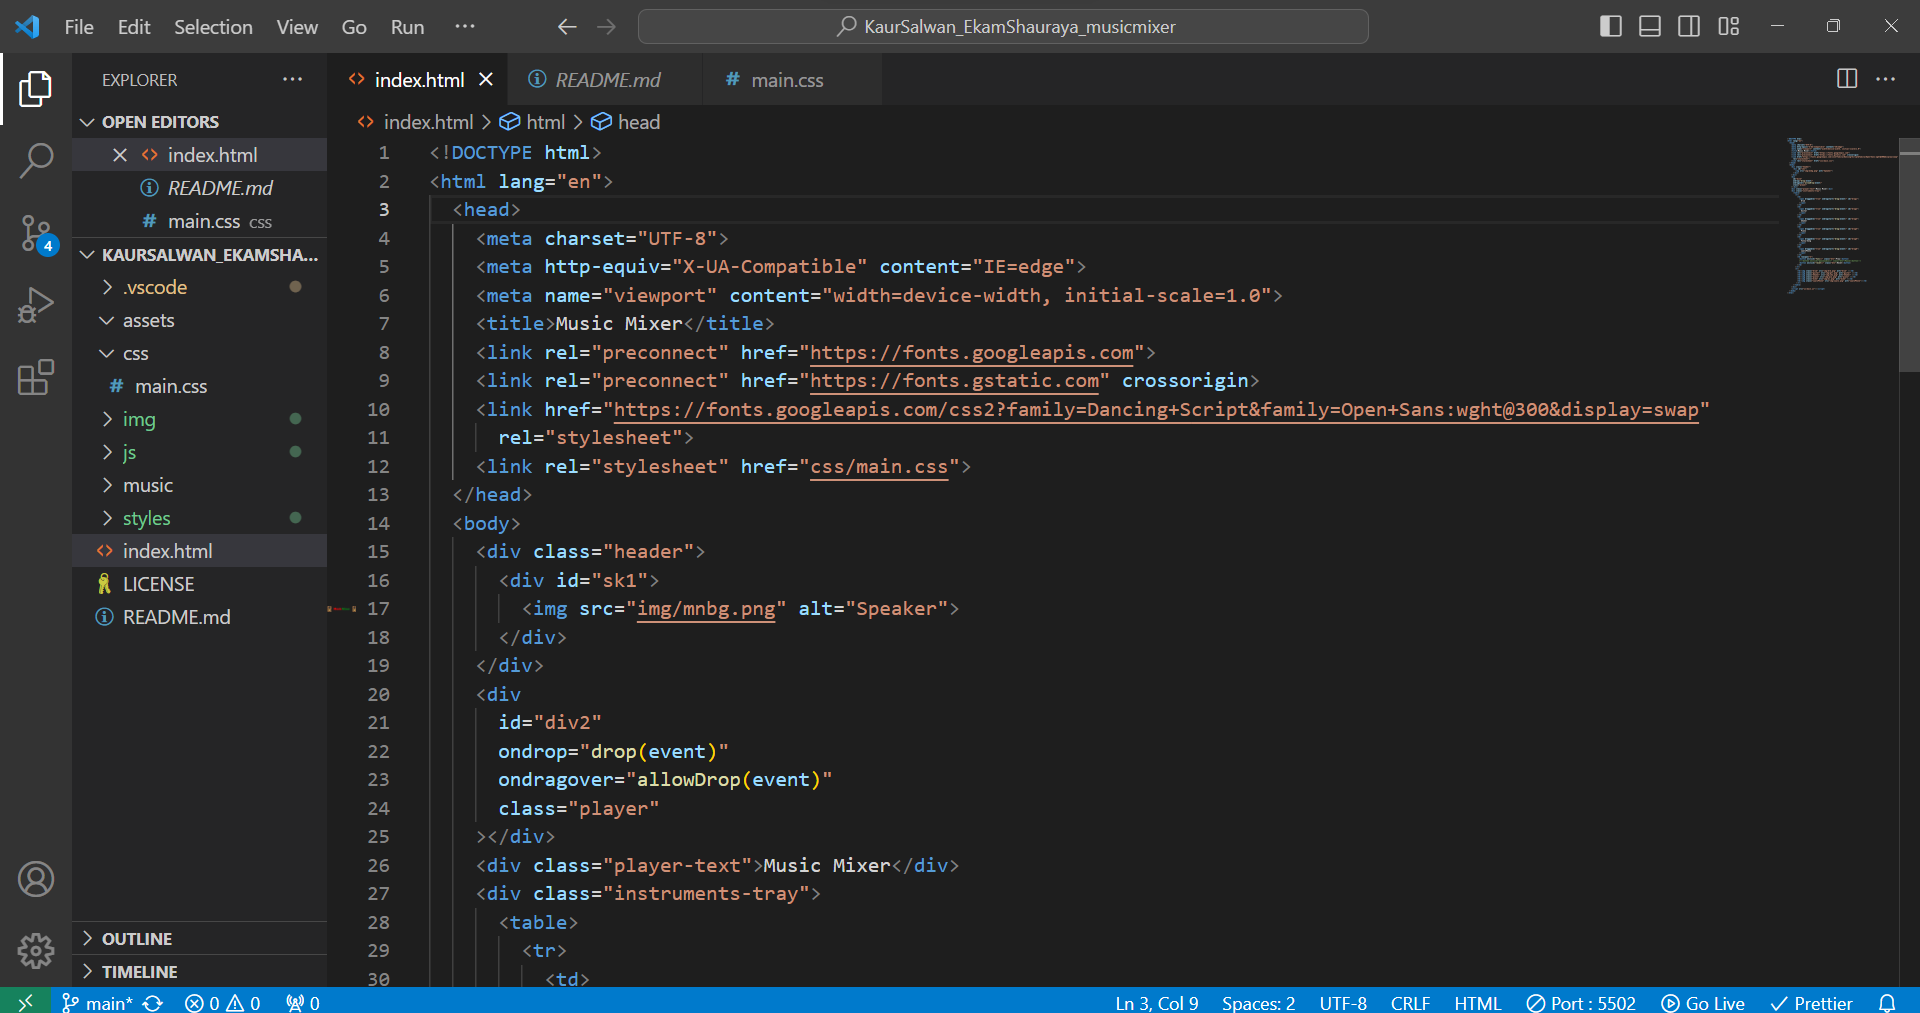 File Edit Selection View Go Run ··· KaurSalwan_EkamShauraya_musicmixer
EXPLORER ···
OPEN EDITORS
index.html
README.md
main.css css
4
KAURSALWAN_EKAMSHA...
.vscode
assets
css
# main.css
img
js
music
styles
index.html
LICENSE
README.md
OUTLINE
TIMELINE
index.html README.md # main.css
index.html > html > head
1 <!DOCTYPE html>
2 <html lang="en">
3 <head>
4 <meta charset="UTF-8">
5 <meta http-equiv="X-UA-Compatible" content="IE=edge">
6 <meta name="viewport" content="width=device-width, initial-scale=1.0">
7 <title>Music Mixer</title>
8 <link rel="preconnect" href="https://fonts.googleapis.com">
9 <link rel="preconnect" href="https://fonts.gstatic.com" crossorigin>
10 <link href="https://fonts.googleapis.com/css2?family=Dancing+Script&family=Open+Sans:wght@300&display=swap"
11 rel="stylesheet">
12 <link rel="stylesheet" href="css/main.css">
13 </head>
14 <body>
15 <div class="header">
16 <div id="sk1">
17 <img src="img/mnbg.png" alt="Speaker">
18 </div>
19 </div>
20 <div
21 id="div2"
22 ondrop="drop(event)"
23 ondragover="allowDrop(event)"
24 class="player"
25 ></div>
26 <div class="player-text">Music Mixer</div>
27 <div class="instruments-tray">
28 <table>
29 <tr>
30 <td>
main* 0 0 0 Ln 3, Col 9 Spaces: 2 UTF-8 CRLF HTML Port : 5502 Go Live Prettier